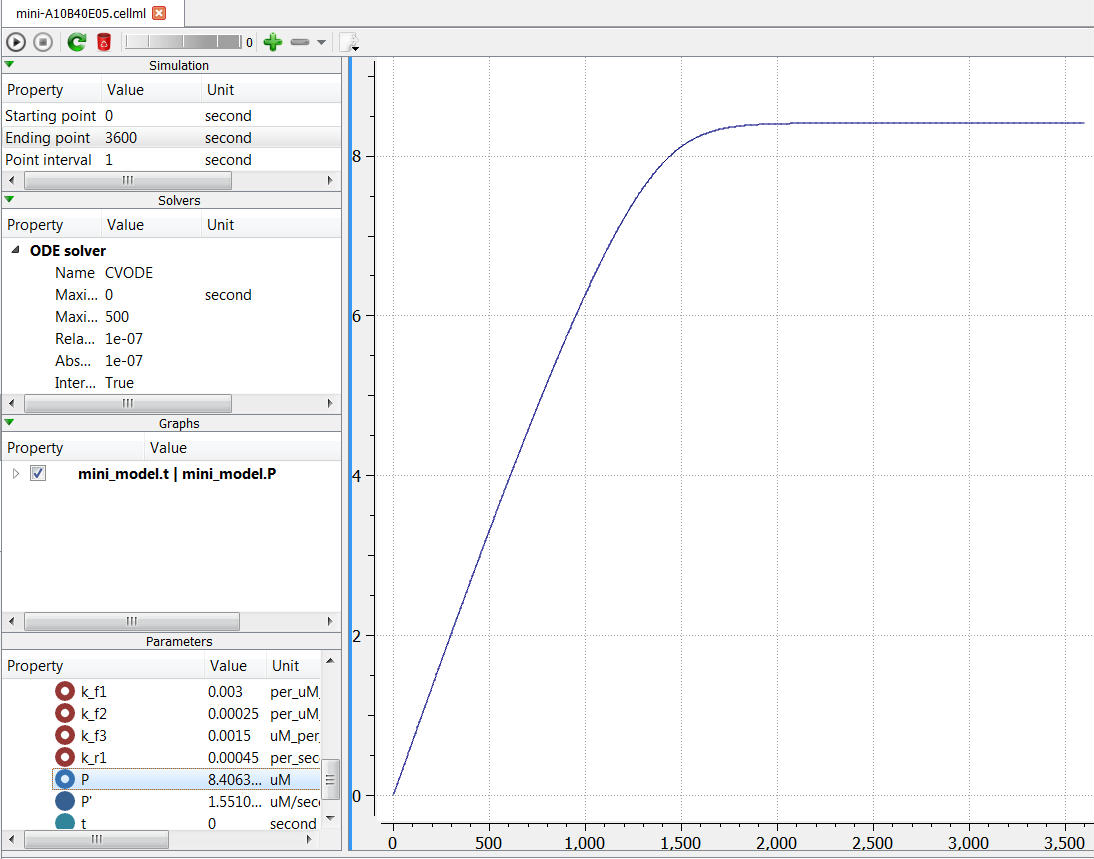 mini-A10B40E05.cellml
0
Simulation
Property Value Unit
Starting point 0 second
Ending point 3600 second
Point interval 1 second
Solvers
Property Value Unit
ODE solver
Name CVODE
Maxi... 0 second
Maxi... 500
Rela... 1e-07
Abs... 1e-07
Inter... True
Graphs
Property Value
mini_model.t | mini_model.P
Parameters
Property Value Unit
k_f1 0.003 per_uM_
k_f2 0.00025 per_uM_
k_f3 0.0015 uM_per_
k_r1 0.00045 per_sec
P 8.4063... uM
P' 1.5510... uM/seco
t 0 second
8
6
4
2
0
0 500 1,000 1,500 2,000 2,500 3,000 3,500